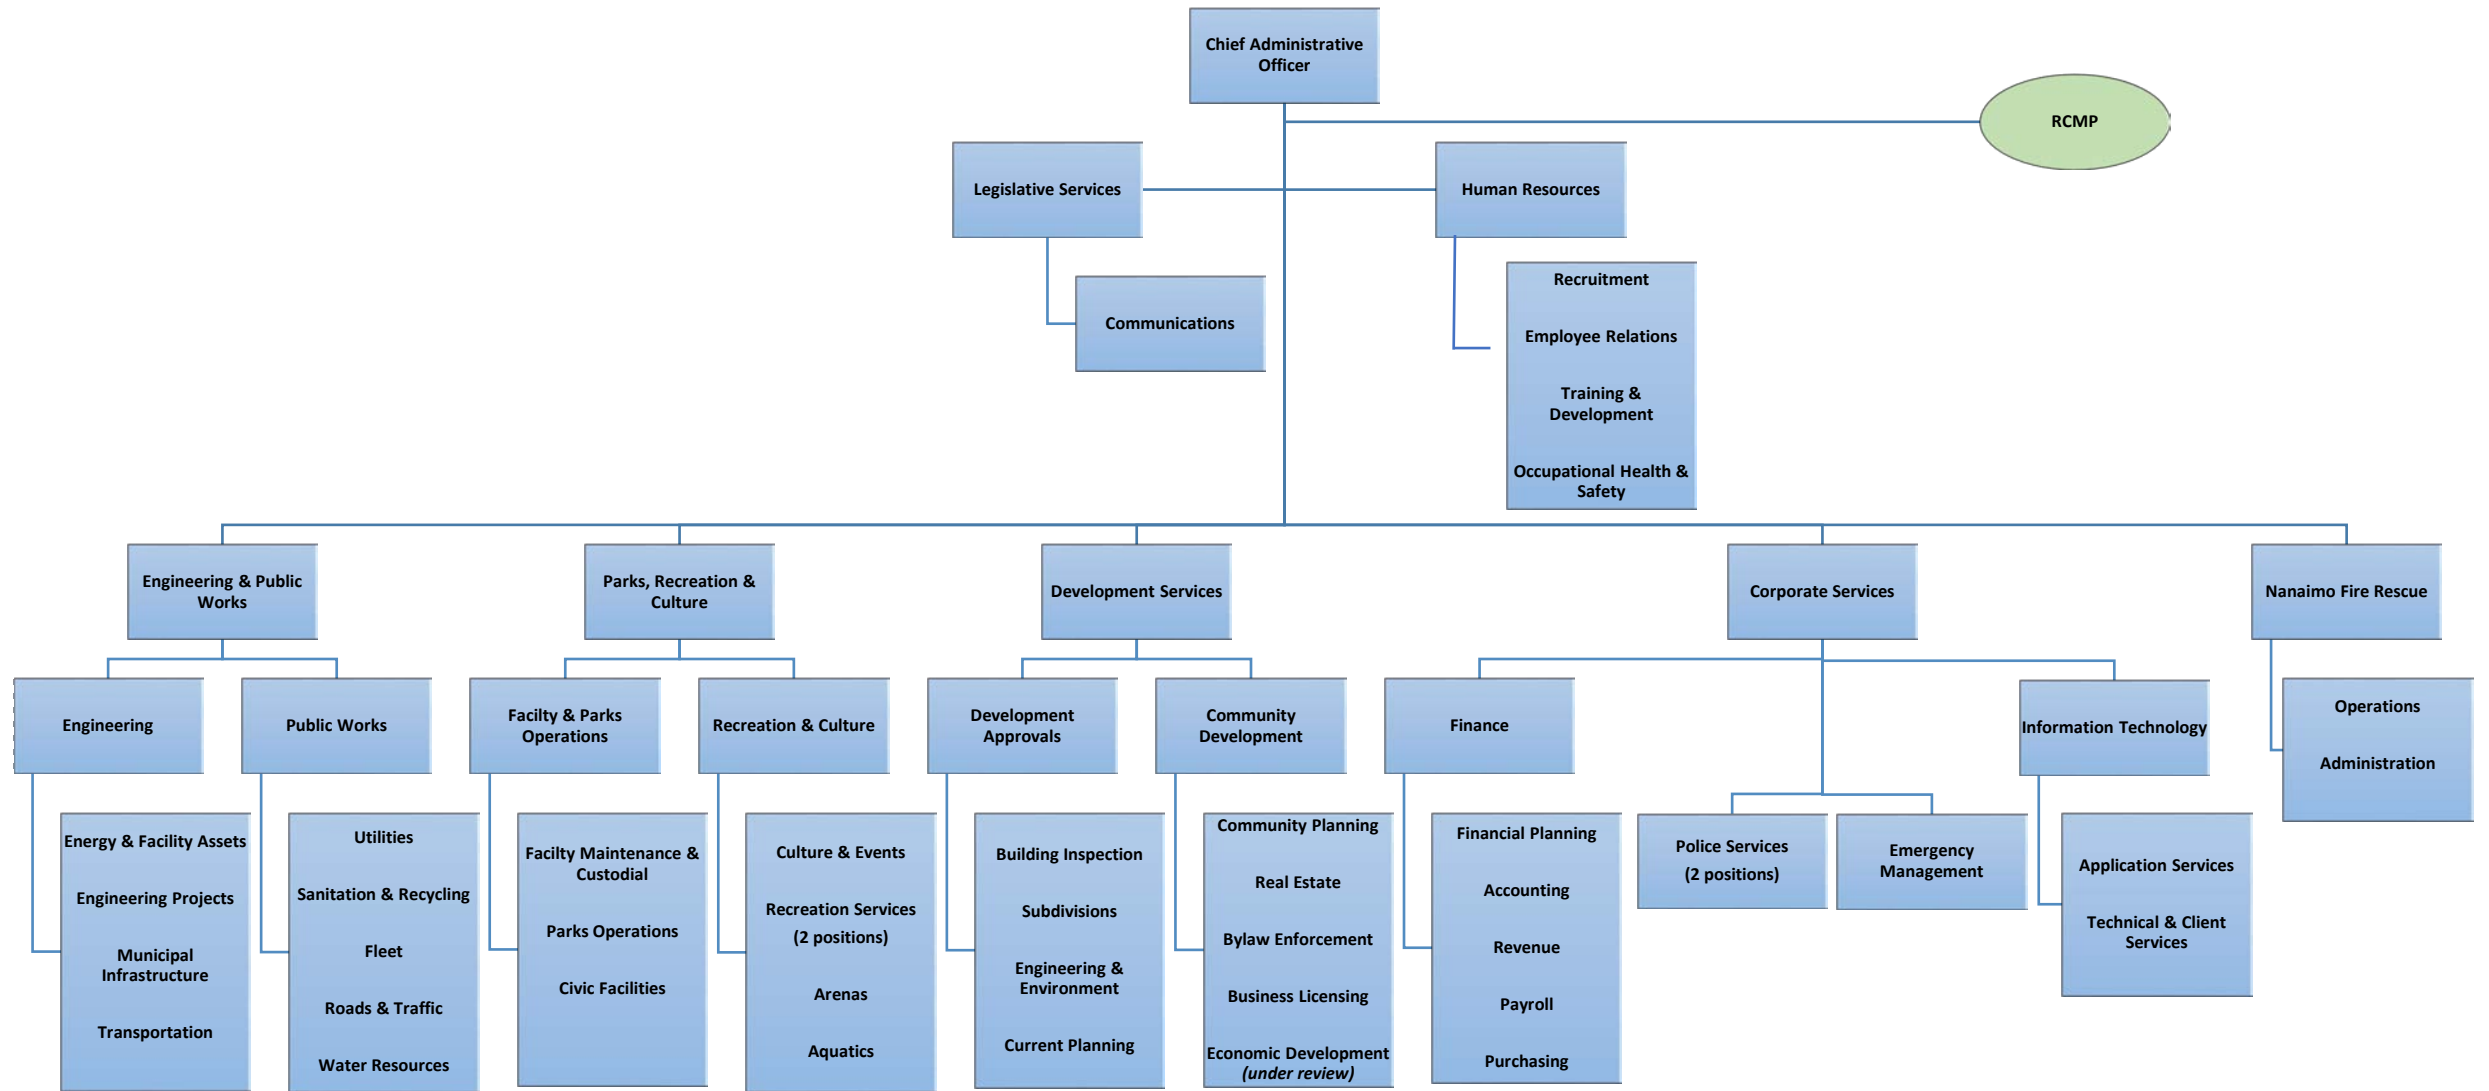 Chief Administrative
Officer
RCMP
Legislative Services
Human Resources
Communications
Recruitment
Employee Relations
Training &
Development
Occupational Health &
Safety
Engineering & Public
Works
Parks, Recreation &
Culture
Development Services
Corporate Services
Nanaimo Fire Rescue
Engineering
Public Works
Facilty & Parks
Operations
Recreation & Culture
Development
Approvals
Community
Development
Finance
Information Technology
Operations
Administration
Energy & Facility Assets
Engineering Projects
Municipal
Infrastructure
Transportation
Utilities
Sanitation & Recycling
Fleet
Roads & Traffic
Water Resources
Facilty Maintenance &
Custodial
Parks Operations
Civic Facilities
Culture & Events
Recreation Services
(2 positions)
Arenas
Aquatics
Building Inspection
Subdivisions
Engineering &
Environment
Current Planning
Community Planning
Real Estate
Bylaw Enforcement
Business Licensing
Economic Development
(under review)
Financial Planning
Accounting
Revenue
Payroll
Purchasing
Police Services
(2 positions)
Emergency
Management
Application Services
Technical & Client
Services